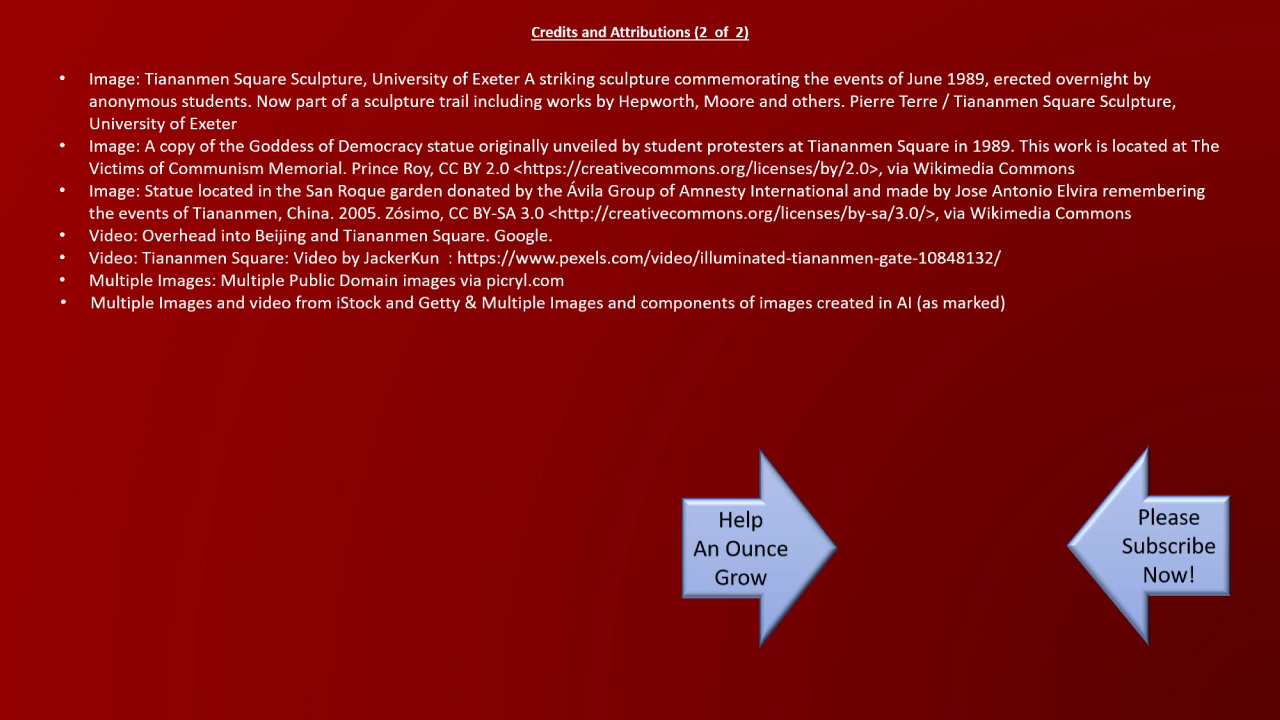 Credits and Attributions (2 of 2)
• Image: Tiananmen Square Sculpture, University of Exeter A striking sculpture commemorating the events of June 1989, erected overnight by
anonymous students. Now part of a sculpture trail including works by Hepworth, Moore and others. Pierre Terre / Tiananmen Square Sculpture,
University of Exeter
• Image: A copy of the Goddess of Democracy statue originally unveiled by student protesters at Tiananmen Square in 1989. This work is located at The
Victims of Communism Memorial. Prince Roy, CC BY 2.0 <https://creativecommons.org/licenses/by/2.0>, via Wikimedia Commons
• Image: Statue located in the San Roque garden donated by the Ávila Group of Amnesty International and made by Jose Antonio Elvira remembering
the events of Tiananmen, China. 2005. Zósimo, CC BY-SA 3.0 <http://creativecommons.org/licenses/by-sa/3.0/>, via Wikimedia Commons
• Video: Overhead into Beijing and Tiananmen Square. Google.
• Video: Tiananmen Square: Video by JackerKun : https://www.pexels.com/video/illuminated-tiananmen-gate-10848132/
• Multiple Images: Multiple Public Domain images via picryl.com
• Multiple Images and video from iStock and Getty & Multiple Images and components of images created in AI (as marked)
Help
An Ounce
Grow
Please
Subscribe
Now!